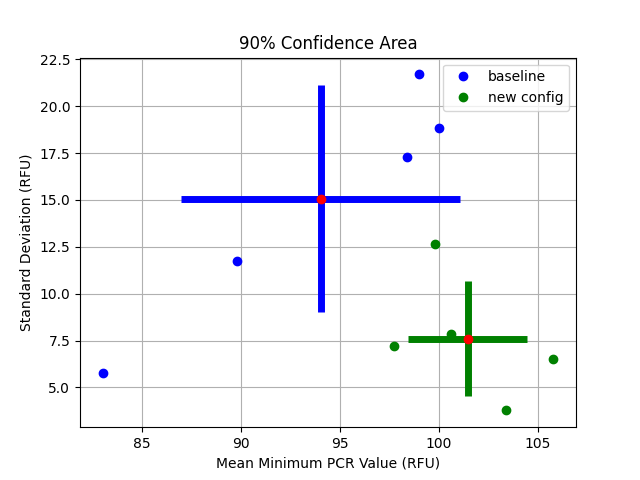 90% Confidence Area
baseline
new config
22.5
20.0
17.5
15.0
12.5
10.0
7.5
5.0
Standard Deviation (RFU)
85
90
95
100
105
Mean Minimum PCR Value (RFU)